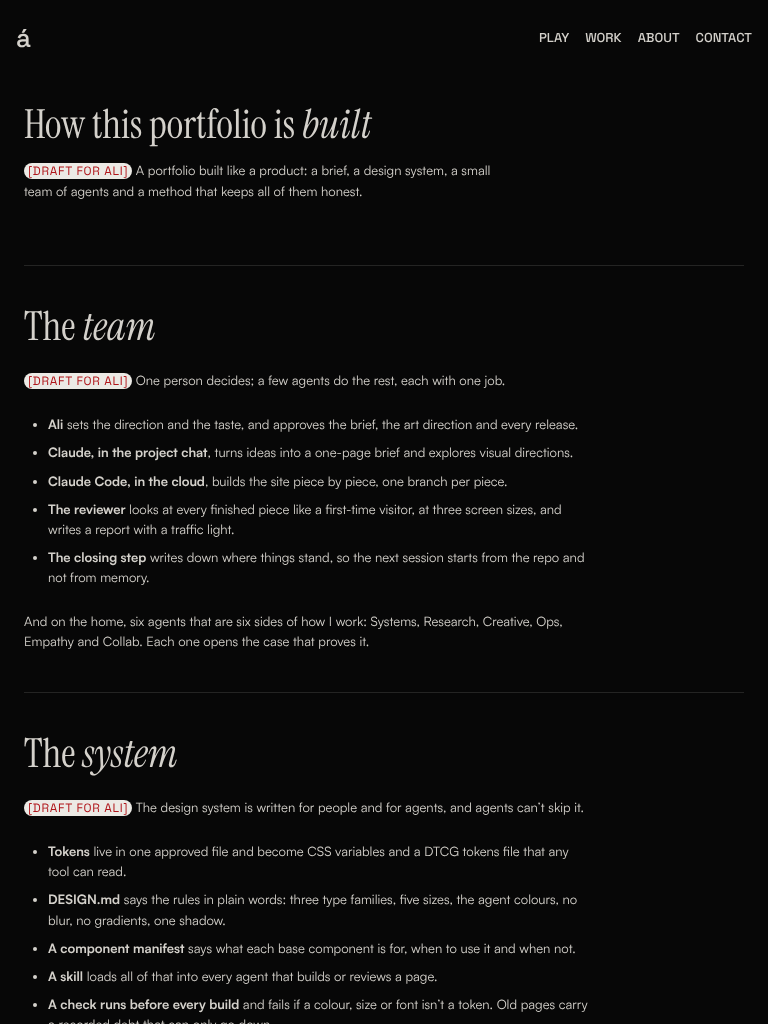 á
PLAY WORK ABOUT CONTACT
How this portfolio is built
[DRAFT FOR ALI] A portfolio built like a product: a brief, a design system, a small
team of agents and a method that keeps all of them honest.
The team
[DRAFT FOR ALI] One person decides; a few agents do the rest, each with one job.
• Ali sets the direction and the taste, and approves the brief, the art direction and every release.
• Claude, in the project chat, turns ideas into a one-page brief and explores visual directions.
• Claude Code, in the cloud, builds the site piece by piece, one branch per piece.
• The reviewer looks at every finished piece like a first-time visitor, at three screen sizes, and
writes a report with a traffic light.
• The closing step writes down where things stand, so the next session starts from the repo and
not from memory.
And on the home, six agents that are six sides of how I work: Systems, Research, Creative, Ops,
Empathy and Collab. Each one opens the case that proves it.
The system
[DRAFT FOR ALI] The design system is written for people and for agents, and agents can't skip it.
• Tokens live in one approved file and become CSS variables and a DTCG tokens file that any
tool can read.
• DESIGN.md says the rules in plain words: three type families, five sizes, the agent colours, no
blur, no gradients, one shadow.
• A component manifest says what each base component is for, when to use it and when not.
• A skill loads all of that into every agent that builds or reviews a page.
• A check runs before every build and fails if a colour, size or font isn't a token. Old pages carry
a recorded debt that can only go down.